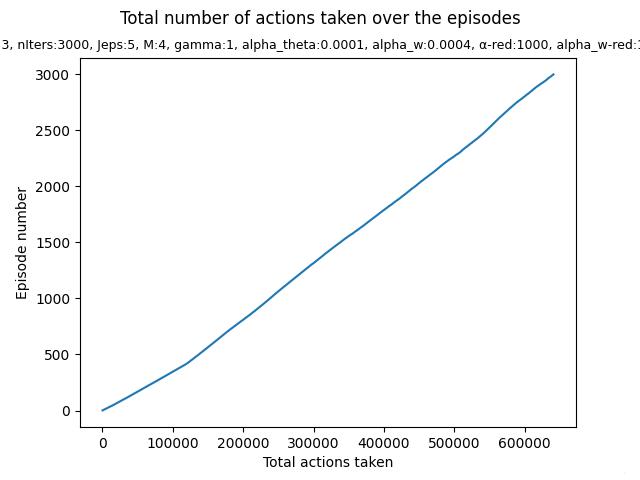 Total number of actions taken over the episodes
3, nIters:3000, Jeps:5, M:4, gamma:1, alpha_theta:0.0001, alpha_w:0.0004, α-red:1000, alpha_w-red:1
3000
2500
2000
1500
1000
500
0
Episode number
0 100000 200000 300000 400000 500000 600000
Total actions taken